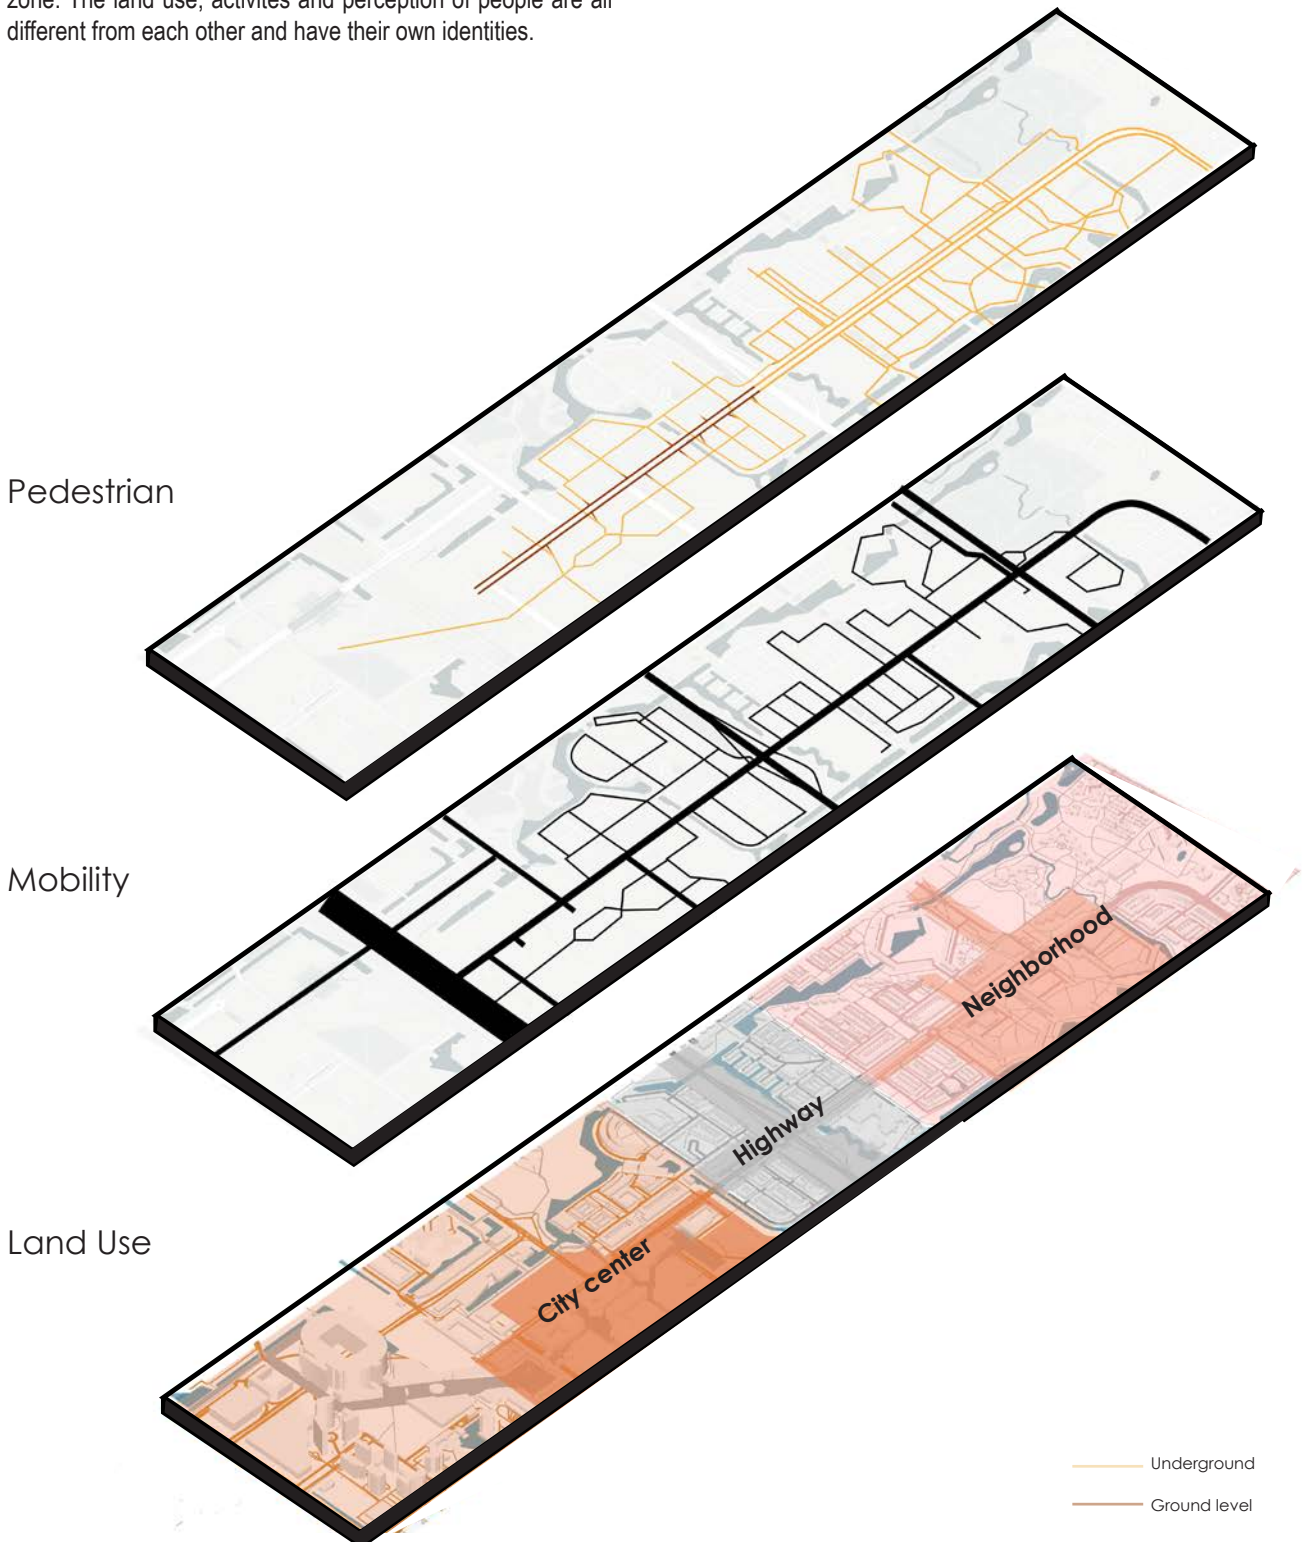 zone. The land use, activites and perception of people are all
different from each other and have their own identities.
Pedestrian
Mobility
Neighborhood
Highway
Land Use
City center
Underground
Ground level